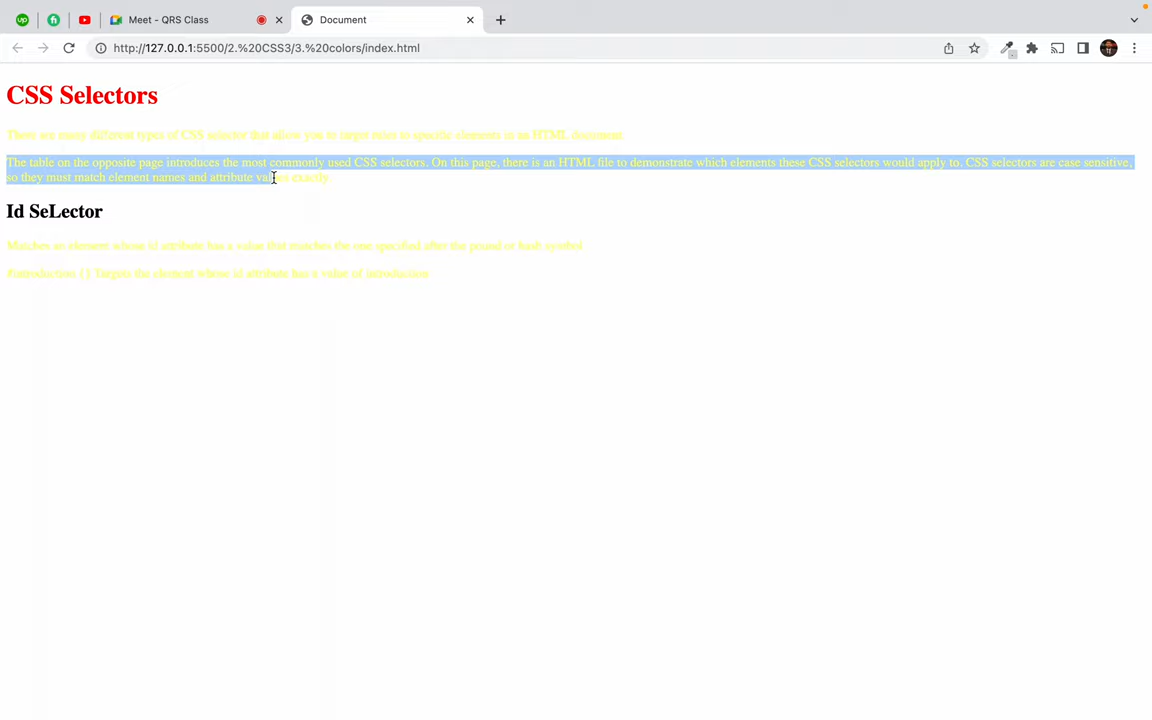 Meet - QRS Class
Document
http://127.0.0.1:5500/2.%20CSS3/3.%20colors/index.html
CSS Selectors
There are many different types of CSS selector that allow you to target rules to specific elements in an HTML document.
The table on the opposite page introduces the most commonly used CSS selectors. On this page, there is an HTML file to demonstrate which elements these CSS selectors would apply to. CSS selectors are case sensitive,
so they must match element names and attribute values exactly.
Id SeLector
Matches an element whose id attribute has a value that matches the one specified after the pound or hash symbol
#introduction {} Targets the element whose id attribute has a value of introduction